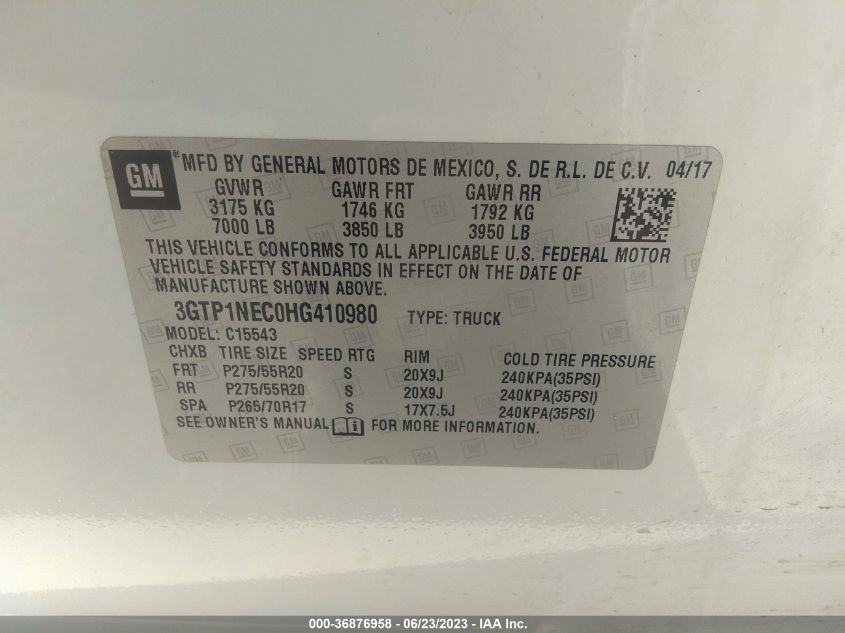 GM ® MFD BY GENERAL MOTORS DE MEXICO, S. DE R.L. DE C.V. 04/17
GVWR GAWR FRT GAWR RR
3175 KG 1746 KG 1792 KG
7000 LB 3850 LB 3950 LB
THIS VEHICLE CONFORMS TO ALL APPLICABLE U.S. FEDERAL MOTOR
VEHICLE SAFETY STANDARDS IN EFFECT ON THE DATE OF
MANUFACTURE SHOWN ABOVE.
3GTP1NEC0HG410980 TYPE: TRUCK
MODEL: C15543
CHXB TIRE SIZE SPEED RTG RIM COLD TIRE PRESSURE
FRT P275/55R20 S 20X9J 240KPA(35PSI)
RR P275/55R20 S 20X9J 240KPA(35PSI)
SPA P265/70R17 S 17X7.5J 240KPA(35PSI)
SEE OWNER'S MANUAL FOR MORE INFORMATION.
000-36876958 - 06/23/2023 - IAA Inc.